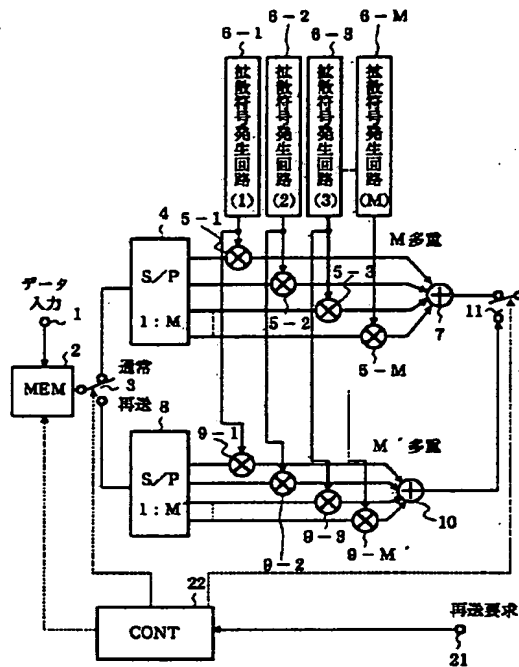 6-1
6-2
6-3
6-M
拡散符号発生回路(1)
拡散符号発生回路(2)
拡散符号発生回路(3)
拡散符号発生回路(M)
4
5-1
M多重
S/P
1:M
5-2
5-3
5-M
7
11
データ
入力
1
2
MEM
通常
3
再送
8
9-1
M'多重
S/P
1:M
9-2
9-3
9-M'
10
22
CONT
再送要求
21